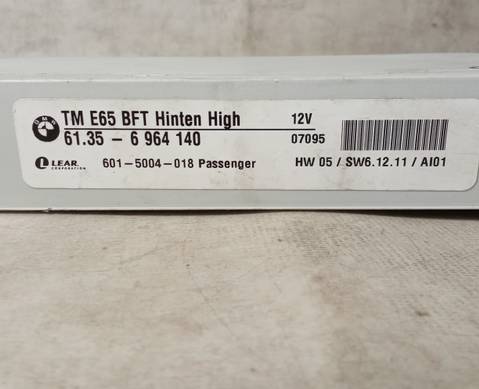 TM E65 BFT Hinten High 12V
61.35 - 6 964 140 07095
LEAR. 601-5004-018 Passenger HW 05 / SW6.12.11 / AI01
CORPORATION